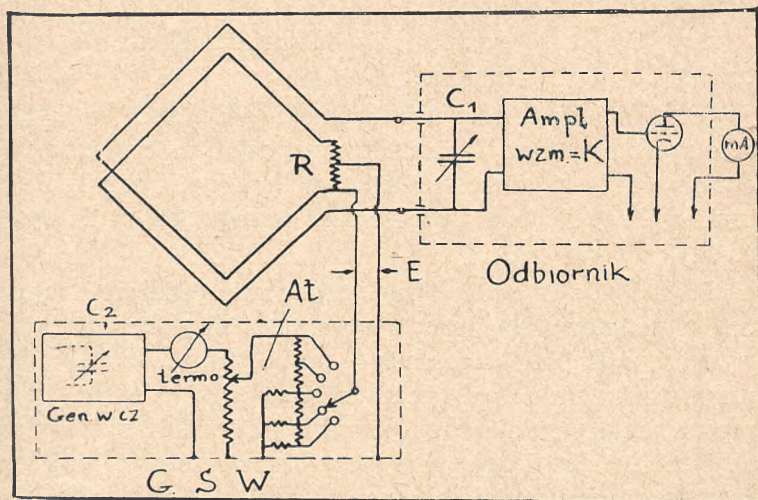 C₁
Ampl
wzm.=K
mA
R
E
Odbiornik
At
C₂
termo
Gen. w cz
G. S W